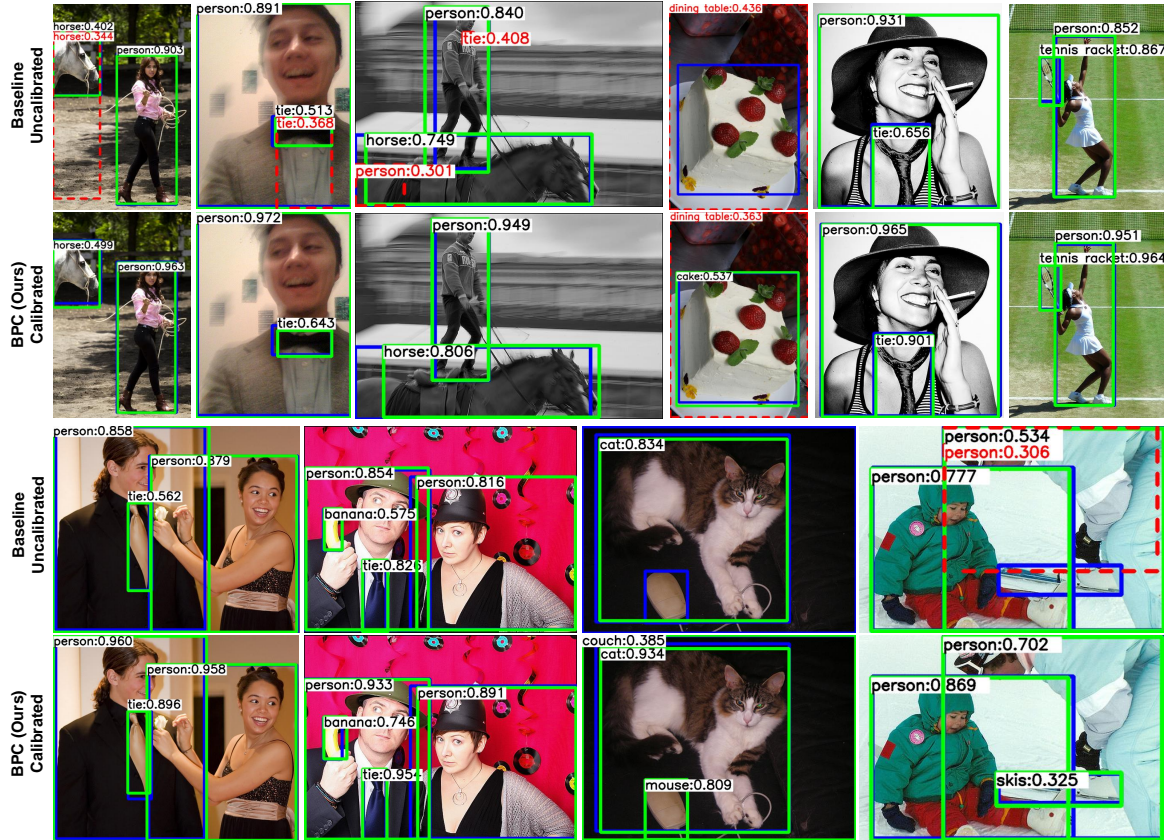 Baseline
Uncalibrated
horse:0.402
horse:0.344
person:0.903
person:0.891
tie:0.513
tie:0.368
person:0.840
tie:0.408
horse:0.749
person:0.301
dining table:0.436
person:0.931
tie:0.656
person:0.852
tennis racket:0.867
BPC (Ours)
Calibrated
horse:0.499
person:0.963
person:0.972
tie:0.643
person:0.949
horse:0.806
dining table:0.363
cake:0.537
person:0.965
tie:0.901
person:0.951
tennis racket:0.964
Baseline
Uncalibrated
person:0.858
person:0.879
tie:0.562
person:0.854
person:0.816
banana:0.575
tie:0.826
cat:0.834
person:0.534
person:0.306
person:0.777
BPC (Ours)
Calibrated
person:0.960
person:0.958
tie:0.896
person:0.933
person:0.891
banana:0.746
tie:0.954
couch:0.385
cat:0.934
mouse:0.809
person:0.702
person:0.869
skis:0.325